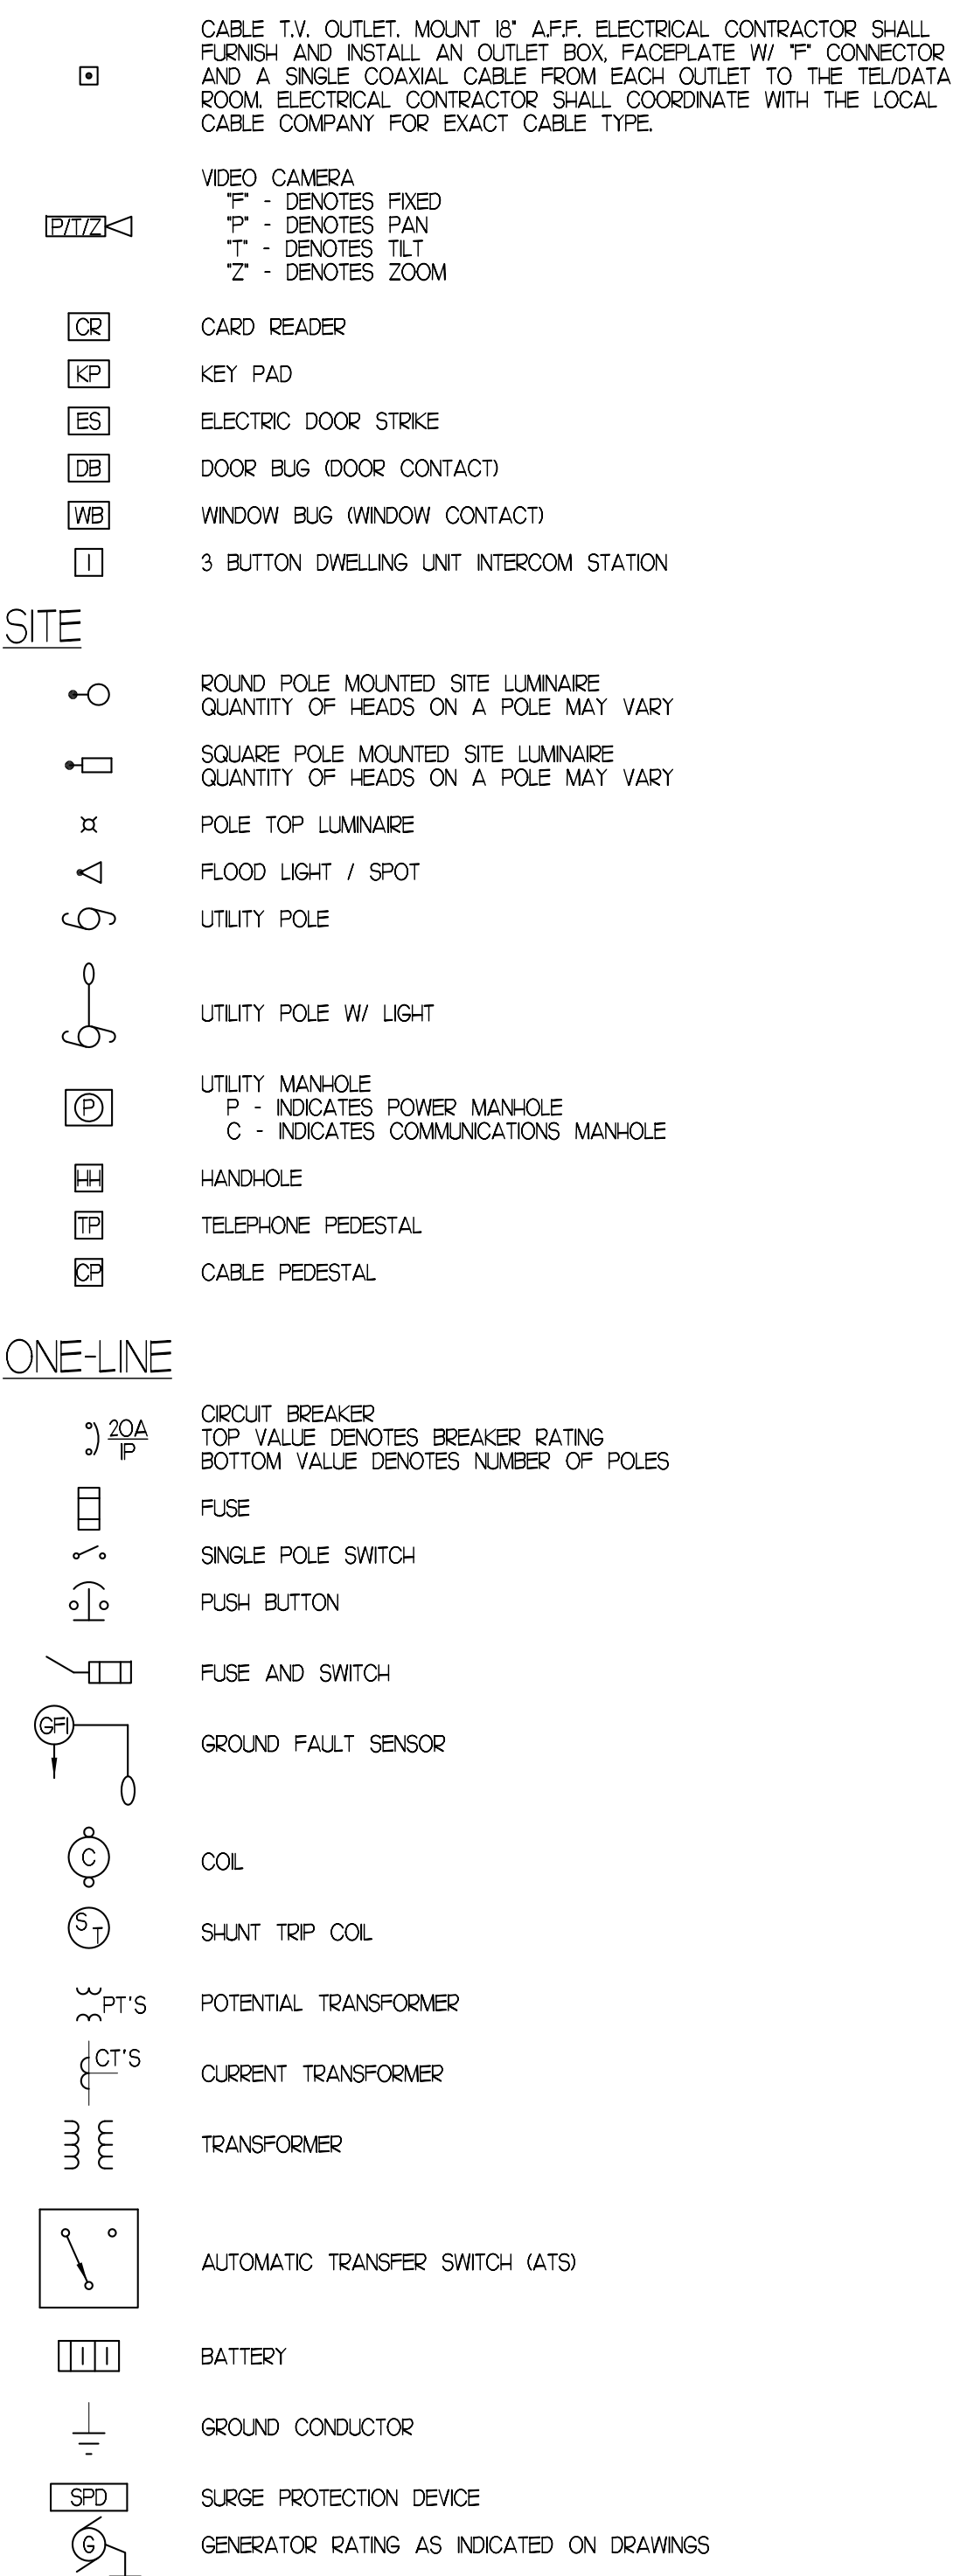 CABLE T.V. OUTLET. MOUNT 18" A.F.F. ELECTRICAL CONTRACTOR SHALL
FURNISH AND INSTALL AN OUTLET BOX, FACEPLATE W/ "F" CONNECTOR
AND A SINGLE COAXIAL CABLE FROM EACH OUTLET TO THE TEL/DATA
ROOM. ELECTRICAL CONTRACTOR SHALL COORDINATE WITH THE LOCAL
CABLE COMPANY FOR EXACT CABLE TYPE.
VIDEO CAMERA
"F" - DENOTES FIXED
P/T/Z "P" - DENOTES PAN
"T" - DENOTES TILT
"Z" - DENOTES ZOOM
CR CARD READER
KP KEY PAD
ES ELECTRIC DOOR STRIKE
DB DOOR BUG (DOOR CONTACT)
WB WINDOW BUG (WINDOW CONTACT)
I 3 BUTTON DWELLING UNIT INTERCOM STATION
SITE
ROUND POLE MOUNTED SITE LUMINAIRE
QUANTITY OF HEADS ON A POLE MAY VARY
SQUARE POLE MOUNTED SITE LUMINAIRE
QUANTITY OF HEADS ON A POLE MAY VARY
POLE TOP LUMINAIRE
FLOOD LIGHT / SPOT
UTILITY POLE
UTILITY POLE W/ LIGHT
UTILITY MANHOLE
P P - INDICATES POWER MANHOLE
C - INDICATES COMMUNICATIONS MANHOLE
HH HANDHOLE
TP TELEPHONE PEDESTAL
CP CABLE PEDESTAL
ONE-LINE
CIRCUIT BREAKER
20A TOP VALUE DENOTES BREAKER RATING
1P BOTTOM VALUE DENOTES NUMBER OF POLES
FUSE
SINGLE POLE SWITCH
PUSH BUTTON
FUSE AND SWITCH
GFI GROUND FAULT SENSOR
C COIL
ST SHUNT TRIP COIL
PT'S POTENTIAL TRANSFORMER
CT'S CURRENT TRANSFORMER
TRANSFORMER
AUTOMATIC TRANSFER SWITCH (ATS)
BATTERY
GROUND CONDUCTOR
SPD SURGE PROTECTION DEVICE
G GENERATOR RATING AS INDICATED ON DRAWINGS